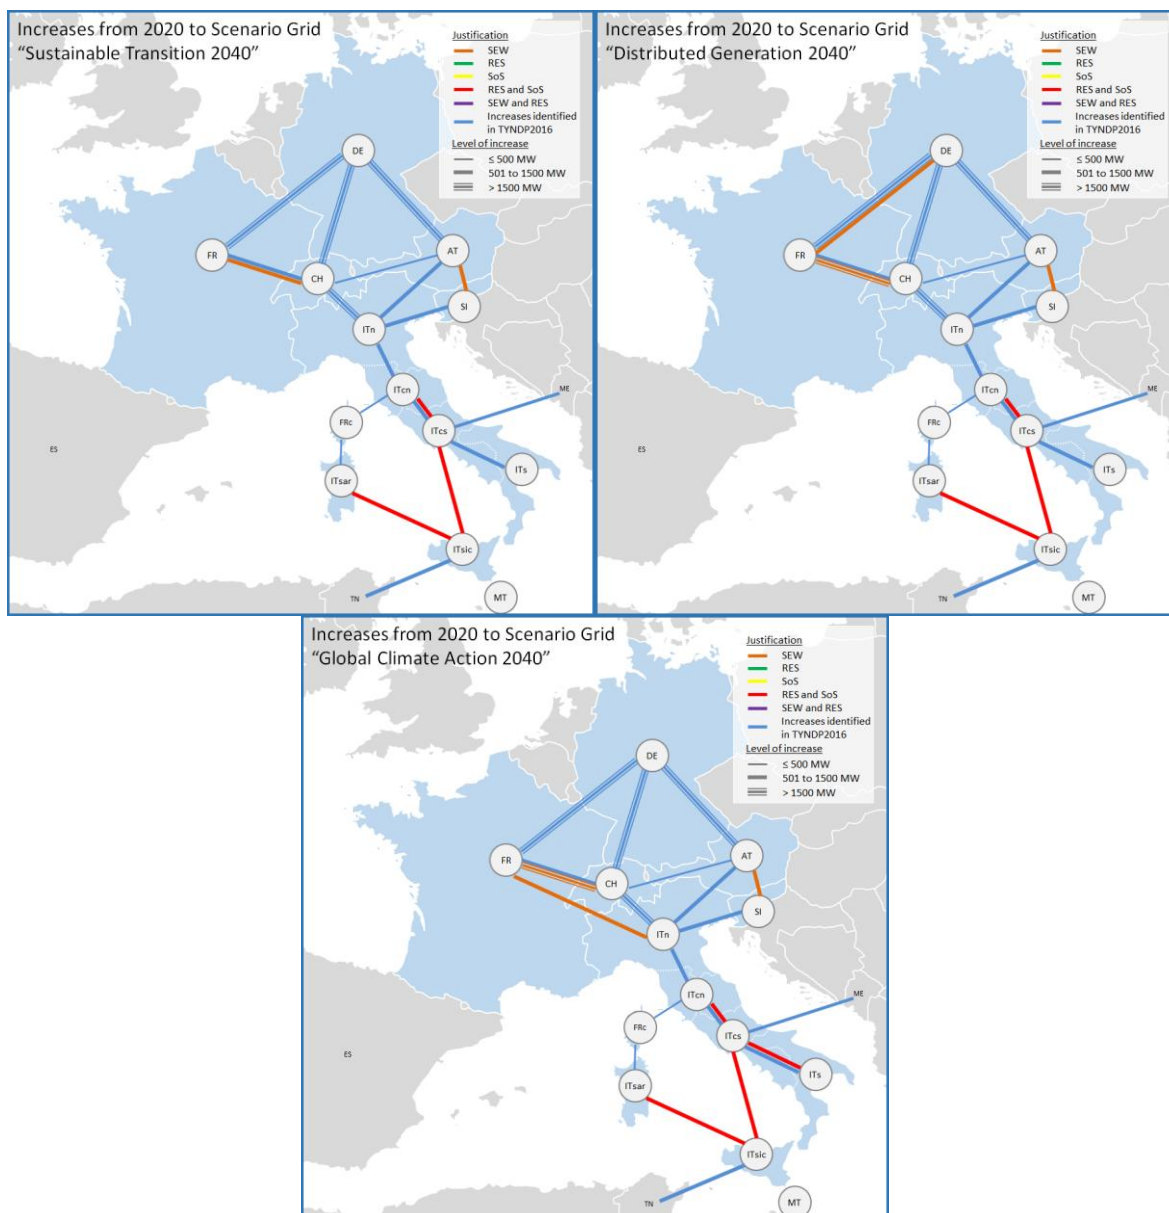 Increases from 2020 to Scenario Grid
“Sustainable Transition 2040”
Justification
SEW
RES
SoS
RES and SoS
SEW and RES
Increases identified
in TYNDP2016
Level of increase
≤ 500 MW
501 to 1500 MW
> 1500 MW
DE
FR
AT
CH
SI
ITn
ITcn
ME
FRc
ITcs
ES
ITs
ITsar
ITsic
TN
MT
Increases from 2020 to Scenario Grid
“Distributed Generation 2040”
Justification
SEW
RES
SoS
RES and SoS
SEW and RES
Increases identified
in TYNDP2016
Level of increase
≤ 500 MW
501 to 1500 MW
> 1500 MW
DE
FR
AT
CH
SI
ITn
ITcn
ME
FRc
ITcs
ES
ITs
ITsar
ITsic
TN
MT
Increases from 2020 to Scenario Grid
“Global Climate Action 2040”
Justification
SEW
RES
SoS
RES and SoS
SEW and RES
Increases identified
in TYNDP2016
Level of increase
≤ 500 MW
501 to 1500 MW
> 1500 MW
DE
FR
AT
CH
SI
ITn
ITcn
ME
FRc
ITcs
ES
ITs
ITsar
ITsic
TN
MT